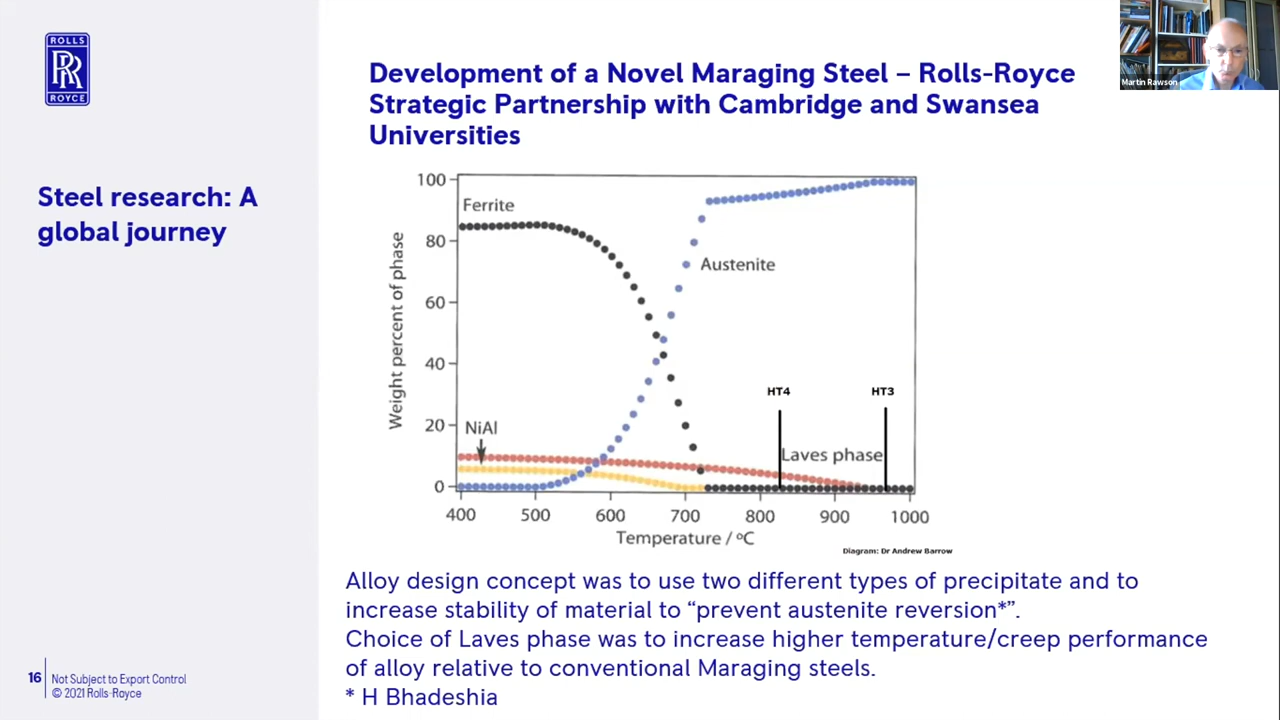 ROLLS
RR
ROYCE
Steel research: A
global journey
Development of a Novel Maraging Steel – Rolls-Royce
Strategic Partnership with Cambridge and Swansea
Universities
Martin Rawson
Weight percent of phase
100
80
60
40
20
0
Ferrite
Austenite
NiAl
HT4
HT3
Laves phase
400 500 600 700 800 900 1000
Temperature / ºC
Diagram: Dr Andrew Barrow
Alloy design concept was to use two different types of precipitate and to
increase stability of material to “prevent austenite reversion*”.
Choice of Laves phase was to increase higher temperature/creep performance
of alloy relative to conventional Maraging steels.
* H Bhadeshia
16
Not Subject to Export Control
© 2021 Rolls-Royce